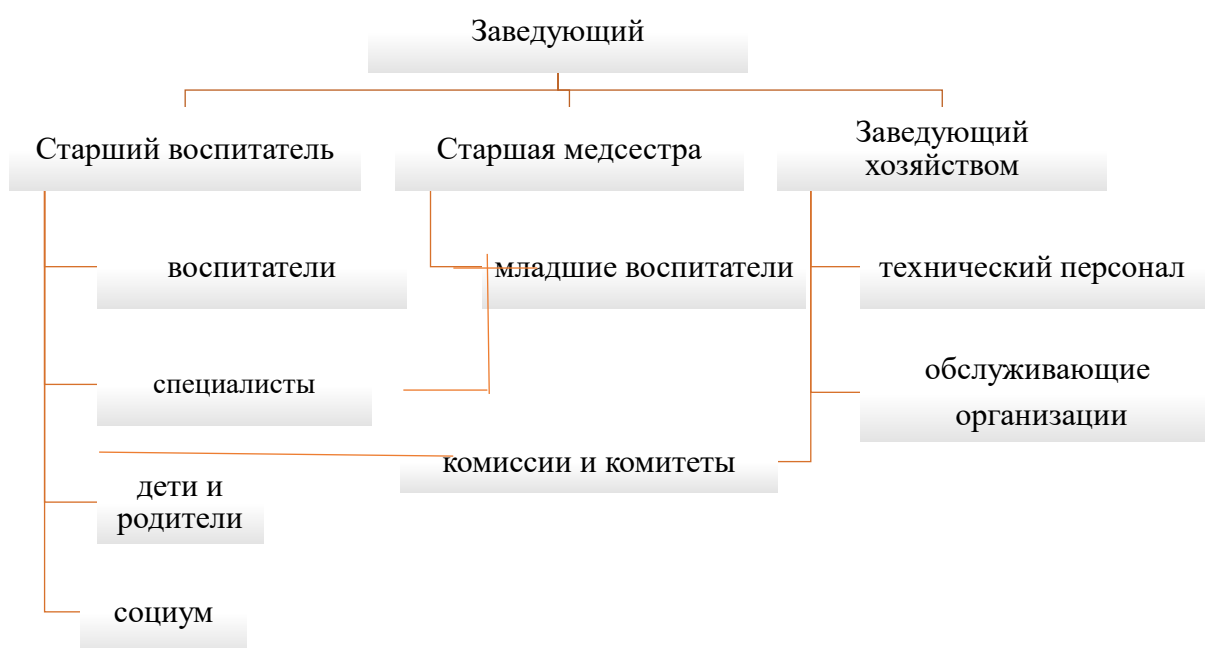 Заведующий
Старший воспитатель
Старшая медсестра
Заведующий
хозяйством
воспитатели
младшие воспитатели
технический персонал
специалисты
обслуживающие
организации
комиссии и комитеты
дети и
родители
социум